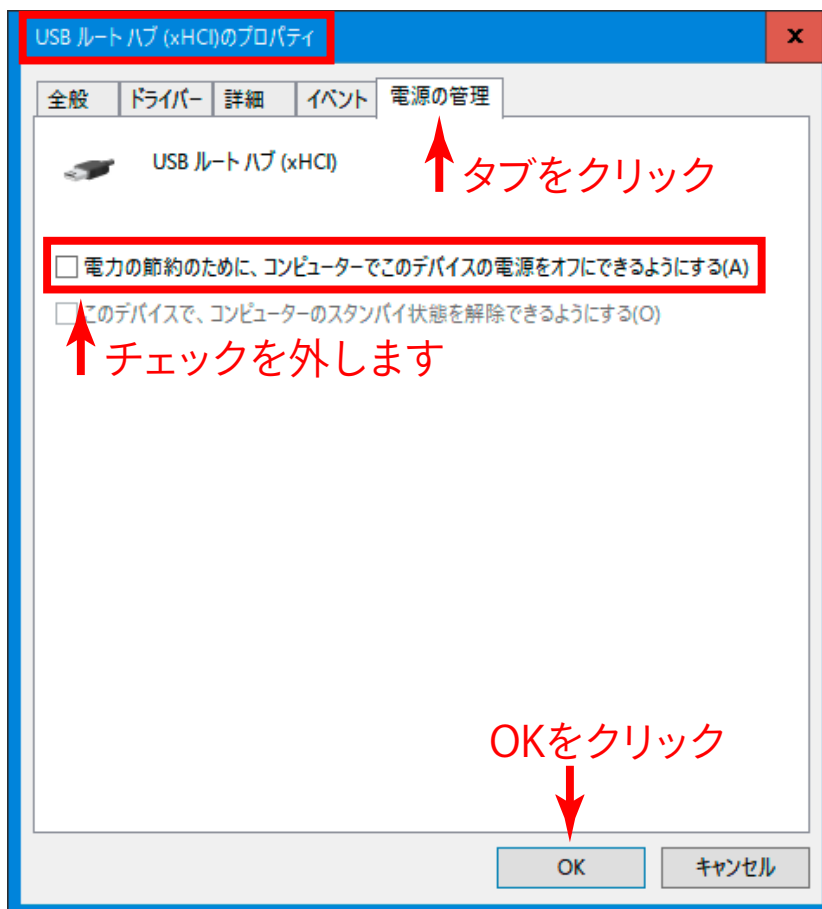 USB ルート ハブ (xHCI)のプロパティ
x
全般 ドライバー 詳細 イベント 電源の管理
USB ルート ハブ (xHCI)
タブをクリック
電力の節約のために、コンピューターでこのデバイスの電源をオフにできるようにする(A)
このデバイスで、コンピューターのスタンバイ状態を解除できるようにする(O)
チェックを外します
OKをクリック
OK キャンセル